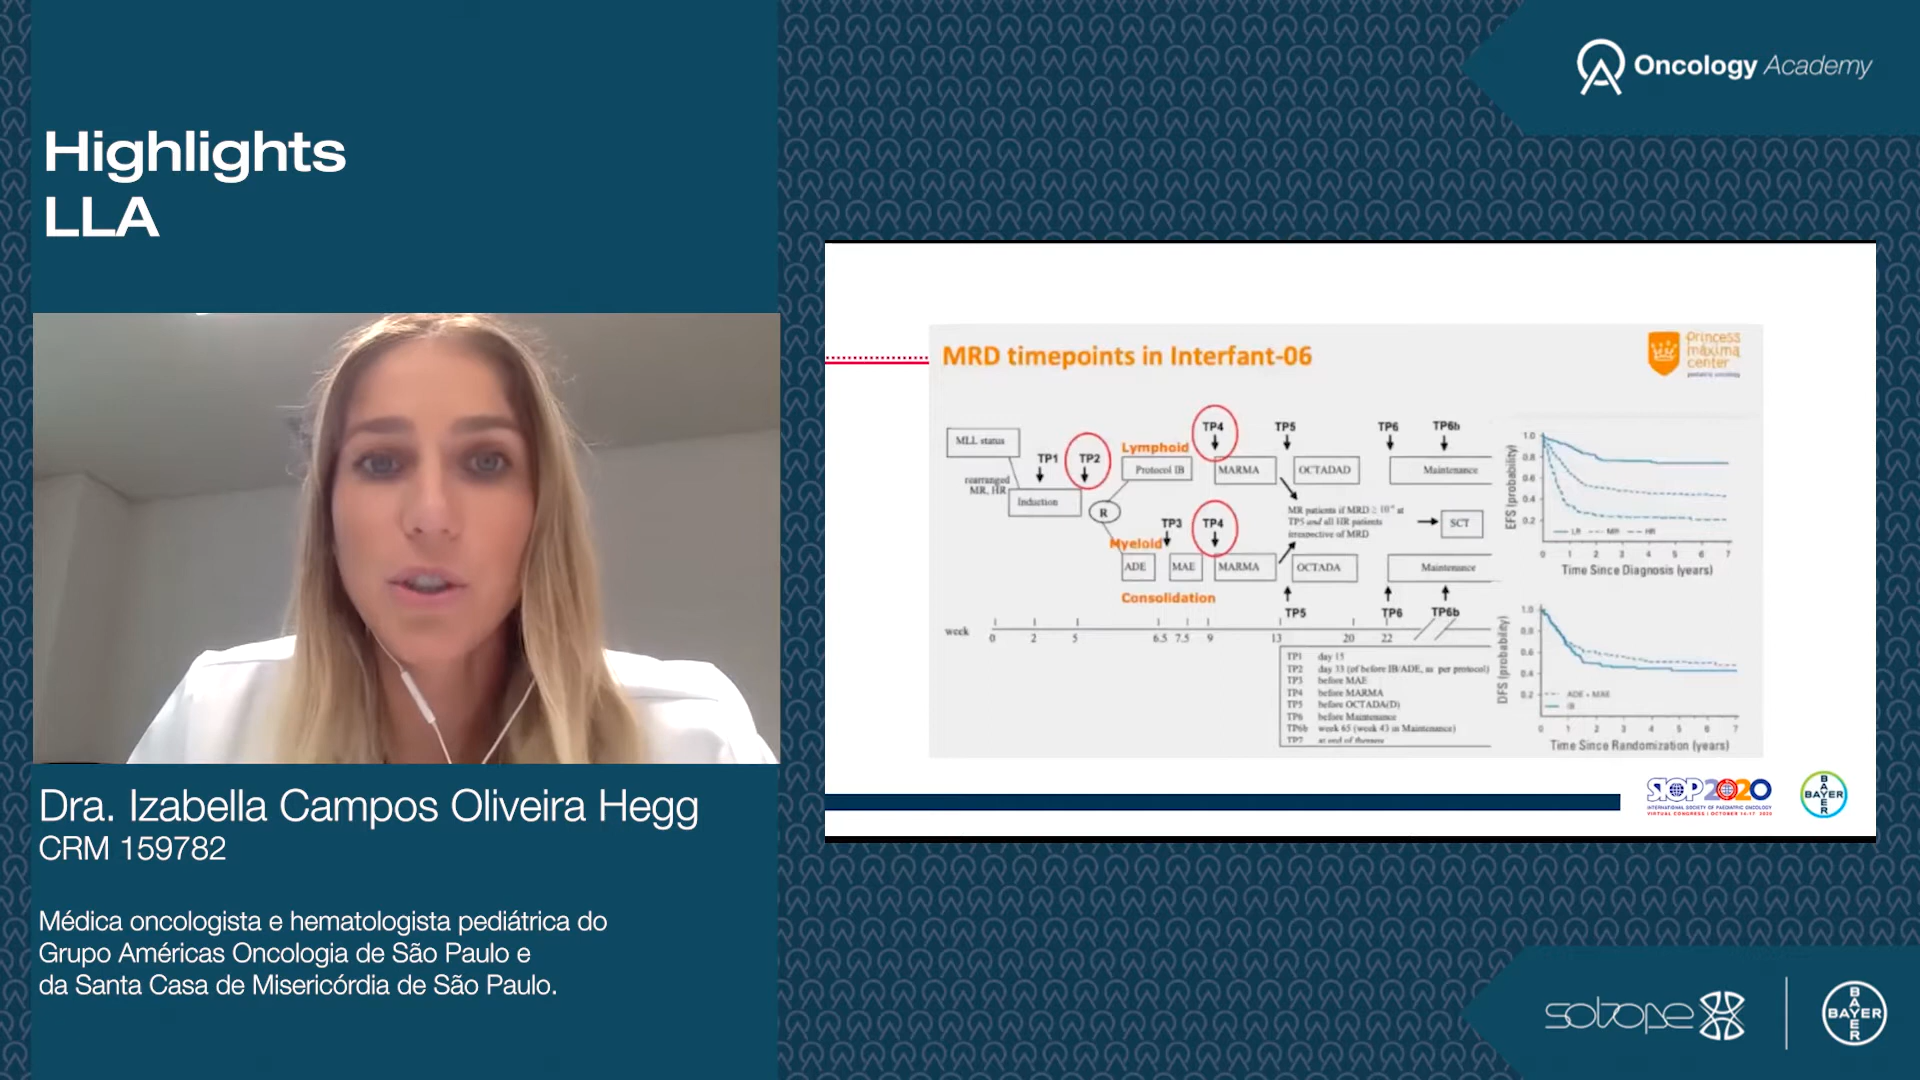 Highlights
LLA
Dra. Izabella Campos Oliveira Hegg
CRM 159782
Médica oncologista e hematologista pediátrica do
Grupo Américas Oncologia de São Paulo e
da Santa Casa de Misericórdia de São Paulo.
Oncology Academy
MRD timepoints in Interfant-06
princess
máxima
center
pediatric oncology
MLL status
rearranged
MR, HR
TP1
TP2
Induction
R
Lymphoid
Protocol IB
TP4
MARMA
TP5
OCTADAD
TP6
TP6b
Maintenance
MR patients if MRD ≥ 10⁻⁴ at
TP5 and all HR patients
irrespective of MRD
SCT
Myeloid
TP3
TP4
ADE
MAE
MARMA
OCTADA
Maintenance
Consolidation
TP5
TP6
TP6b
week
0 2 5 6.5 7.5 9 13 20 22
TP1 day 15
TP2 day 33 (of before IB/ADE, as per protocol)
TP3 before MAE
TP4 before MARMA
TP5 before OCTADA(D)
TP6 before Maintenance
TP6b week 65 (week 43 in Maintenance)
TP7 at end of therapy
EFS (probability)
1.0
0.8
0.6
0.4
0.2
LR MR HR
0 1 2 3 4 5 6 7
Time Since Diagnosis (years)
DFS (probability)
1.0
0.8
0.6
0.4
0.2
ADE + MAE
IB
0 1 2 3 4 5 6 7
Time Since Randomization (years)
SIOP 2020
INTERNATIONAL SOCIETY OF PAEDIATRIC ONCOLOGY
VIRTUAL CONGRESS | OCTOBER 14-17 2020
BAYER
sobope
BAYER